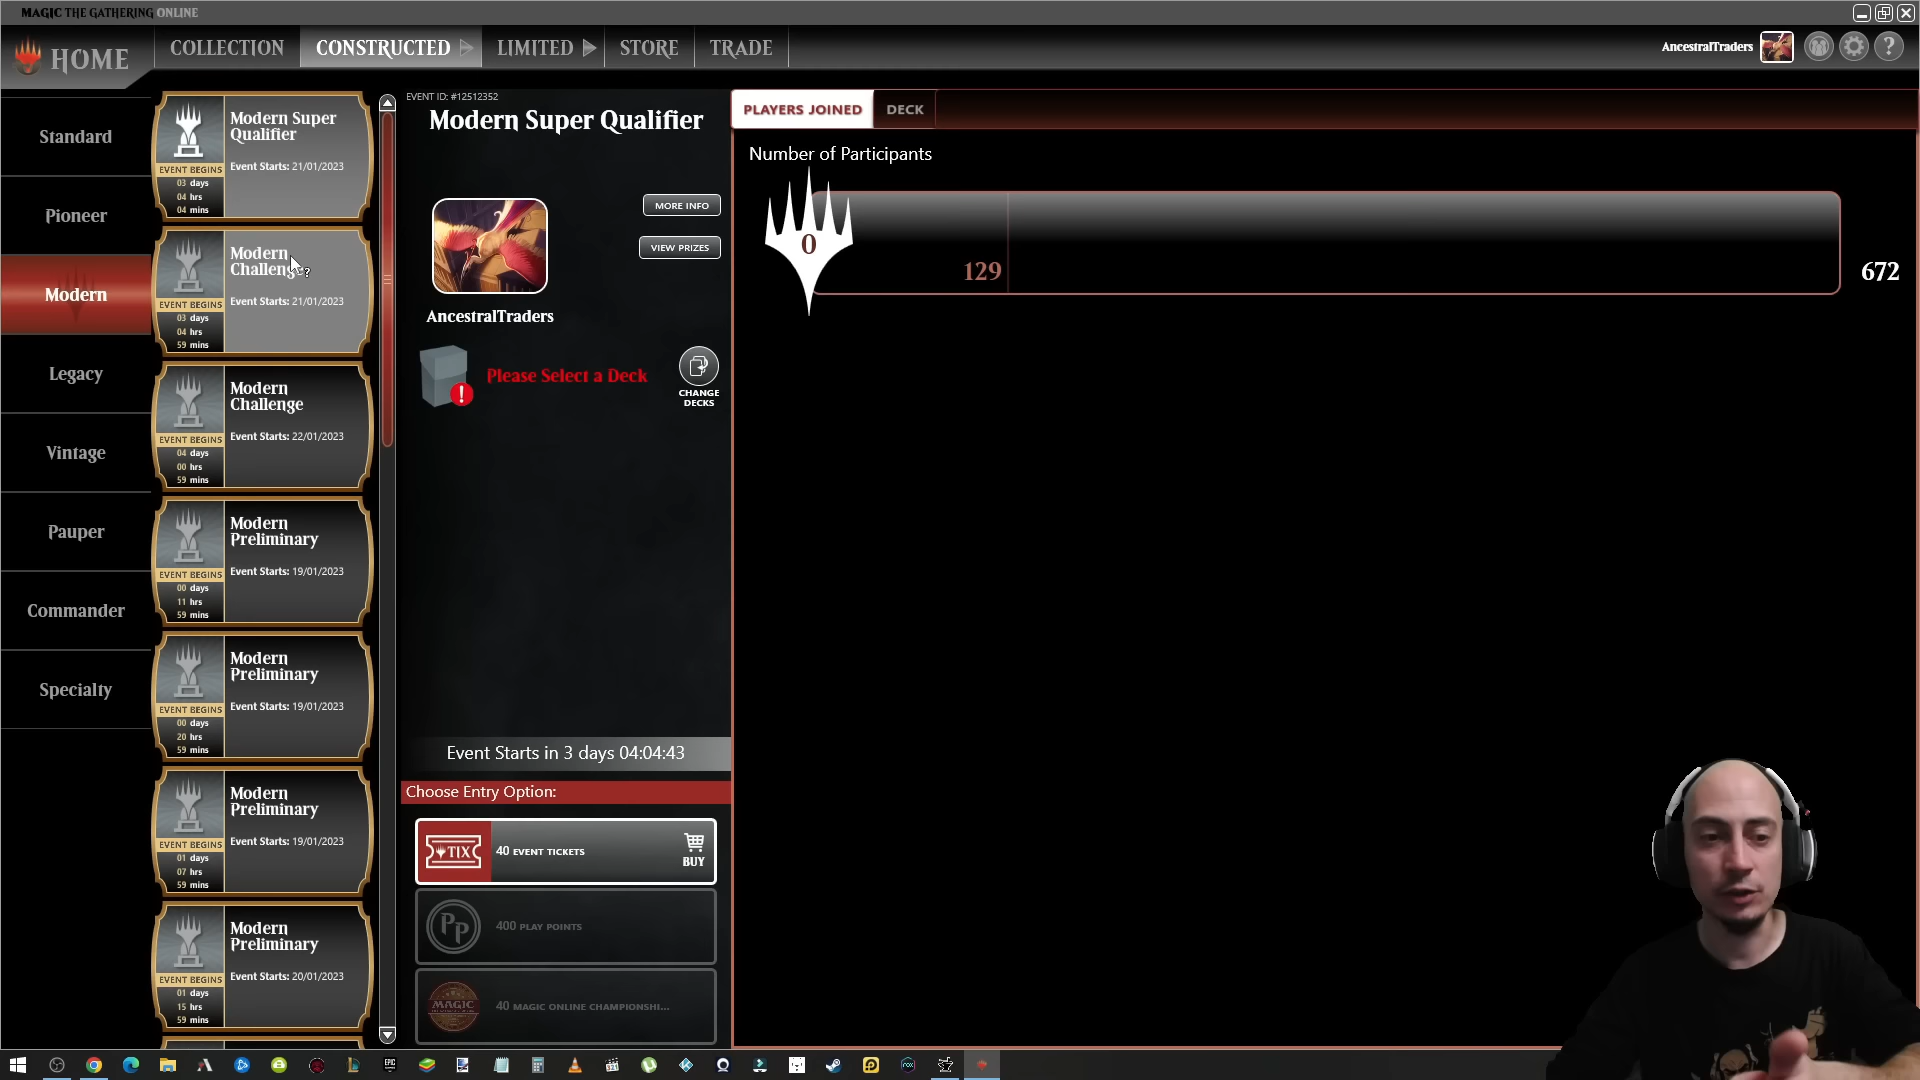 MAGIC THE GATHERING ONLINE
HOME
COLLECTION
CONSTRUCTED
LIMITED
STORE
TRADE
AncestralTraders
?
Standard
Pioneer
Modern
Legacy
Vintage
Pauper
Commander
Specialty
Modern Super
Qualifier
Event Starts: 21/01/2023
EVENT BEGINS
03 days
04 hrs
04 mins
Modern
Challenge
Event Starts: 21/01/2023
EVENT BEGINS
03 days
04 hrs
59 mins
Modern
Challenge
Event Starts: 22/01/2023
EVENT BEGINS
04 days
00 hrs
59 mins
Modern
Preliminary
Event Starts: 19/01/2023
EVENT BEGINS
00 days
11 hrs
59 mins
Modern
Preliminary
Event Starts: 19/01/2023
EVENT BEGINS
00 days
20 hrs
59 mins
Modern
Preliminary
Event Starts: 19/01/2023
EVENT BEGINS
01 days
07 hrs
59 mins
Modern
Preliminary
Event Starts: 20/01/2023
EVENT BEGINS
01 days
15 hrs
59 mins
EVENT ID: #12512352
Modern Super Qualifier
MORE INFO
VIEW PRIZES
AncestralTraders
Please Select a Deck
CHANGE
DECKS
Event Starts in 3 days 04:04:43
Choose Entry Option:
TIX
40 EVENT TICKETS
BUY
PP
400 PLAY POINTS
MAGIC
40 MAGIC ONLINE CHAMPIONSHI...
PLAYERS JOINED
DECK
Number of Participants
0
129
672